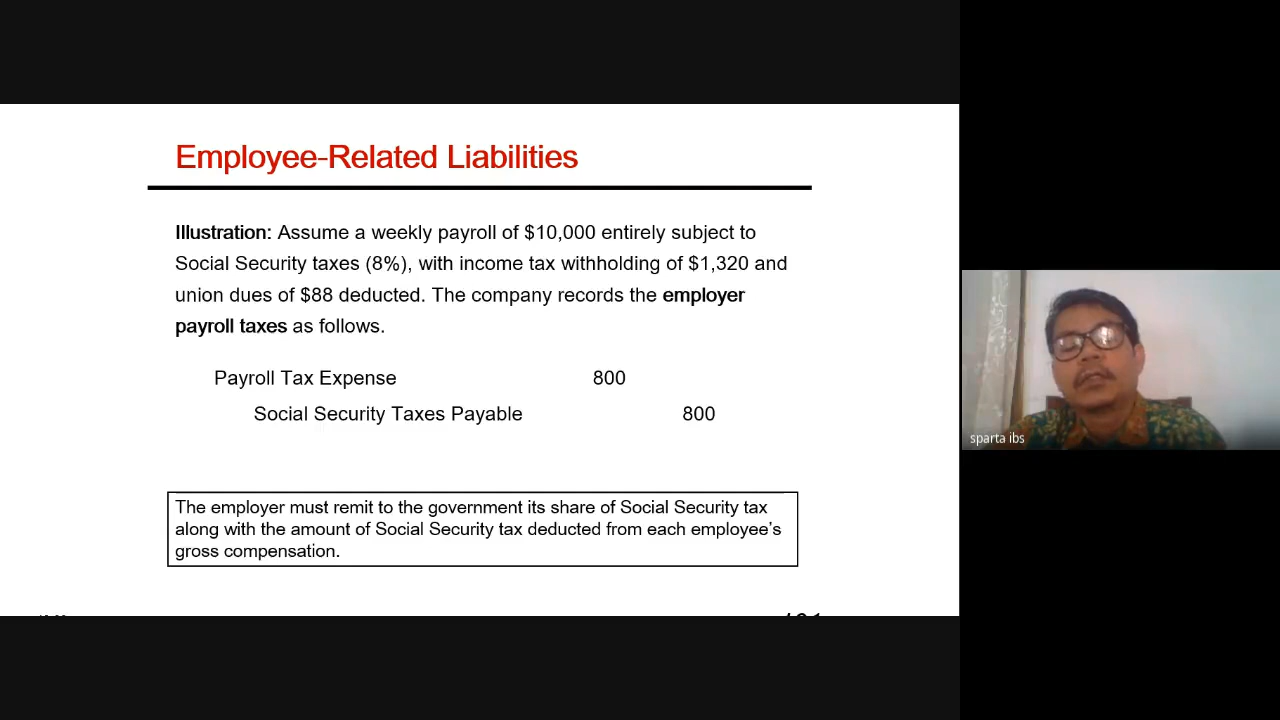 Employee-Related Liabilities
Illustration: Assume a weekly payroll of $10,000 entirely subject to
Social Security taxes (8%), with income tax withholding of $1,320 and
union dues of $88 deducted. The company records the employer
payroll taxes as follows.
Payroll Tax Expense 800
Social Security Taxes Payable 800
The employer must remit to the government its share of Social Security tax
along with the amount of Social Security tax deducted from each employee's
gross compensation.
sparta ibs